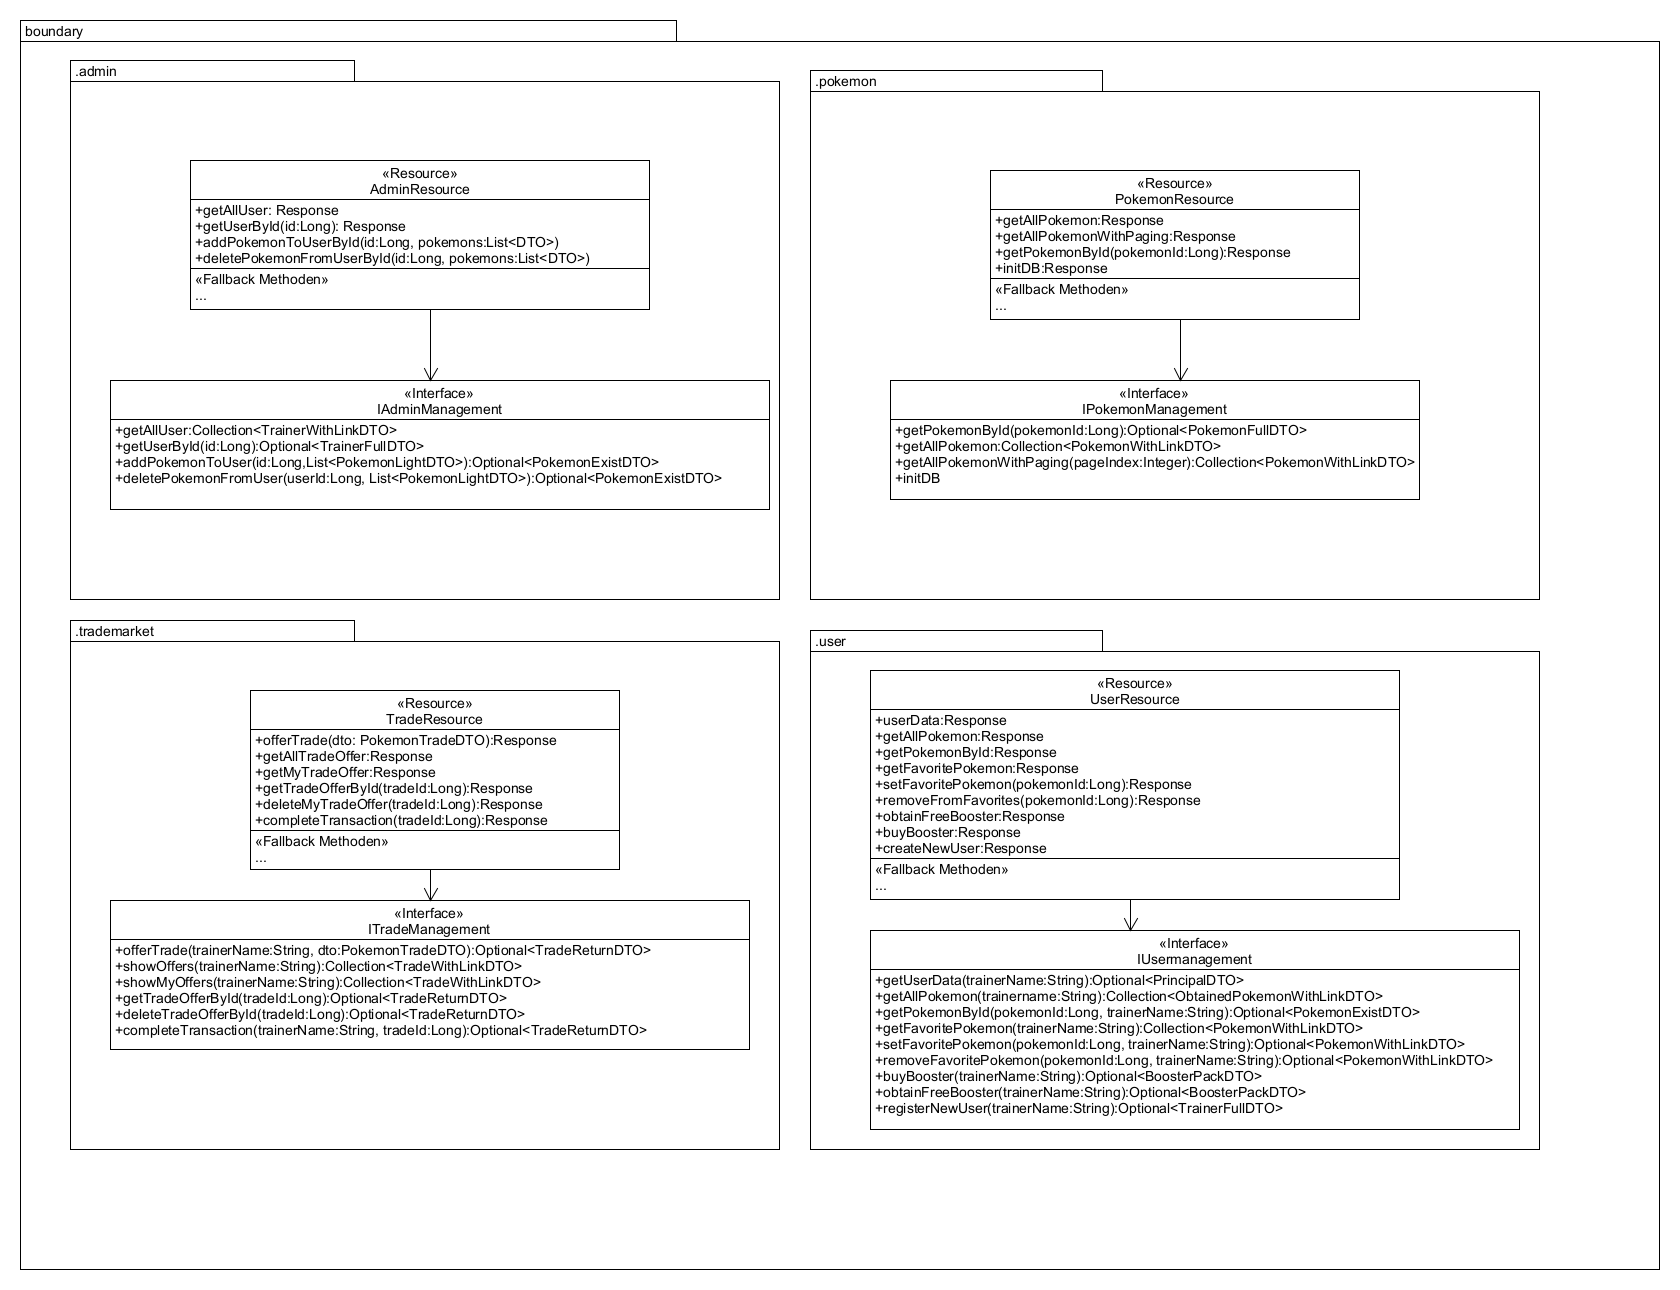 boundary
.admin
«Resource»
AdminResource
+getAllUser: Response
+getUserById(id:Long): Response
+addPokemonToUserById(id:Long, pokemons:List<DTO>)
+deletePokemonFromUserById(id:Long, pokemons:List<DTO>)
«Fallback Methoden»
...
«Interface»
IAdminManagement
+getAllUser:Collection<TrainerWithLinkDTO>
+getUserById(id:Long):Optional<TrainerFullDTO>
+addPokemonToUser(id:Long,List<PokemonLightDTO>):Optional<PokemonExistDTO>
+deletePokemonFromUser(userId:Long, List<PokemonLightDTO>):Optional<PokemonExistDTO>
.pokemon
«Resource»
PokemonResource
+getAllPokemon:Response
+getAllPokemonWithPaging:Response
+getPokemonById(pokemonId:Long):Response
+initDB:Response
«Fallback Methoden»
...
«Interface»
IPokemonManagement
+getPokemonById(pokemonId:Long):Optional<PokemonFullDTO>
+getAllPokemon:Collection<PokemonWithLinkDTO>
+getAllPokemonWithPaging(pageIndex:Integer):Collection<PokemonWithLinkDTO>
+initDB
.trademarket
«Resource»
TradeResource
+offerTrade(dto: PokemonTradeDTO):Response
+getAllTradeOffer:Response
+getMyTradeOffer:Response
+getTradeOfferById(tradeId:Long):Response
+deleteMyTradeOffer(tradeId:Long):Response
+completeTransaction(tradeId:Long):Response
«Fallback Methoden»
...
«Interface»
ITradeManagement
+offerTrade(trainerName:String, dto:PokemonTradeDTO):Optional<TradeReturnDTO>
+showOffers(trainerName:String):Collection<TradeWithLinkDTO>
+showMyOffers(trainerName:String):Collection<TradeWithLinkDTO>
+getTradeOfferById(tradeId:Long):Optional<TradeReturnDTO>
+deleteTradeOfferById(tradeId:Long):Optional<TradeReturnDTO>
+completeTransaction(trainerName:String, tradeId:Long):Optional<TradeReturnDTO>
.user
«Resource»
UserResource
+userData:Response
+getAllPokemon:Response
+getPokemonById:Response
+getFavoritePokemon:Response
+setFavoritePokemon(pokemonId:Long):Response
+removeFromFavorites(pokemonId:Long):Response
+obtainFreeBooster:Response
+buyBooster:Response
+createNewUser:Response
«Fallback Methoden»
...
«Interface»
IUsermanagement
+getUserData(trainerName:String):Optional<PrincipalDTO>
+getAllPokemon(trainername:String):Collection<ObtainedPokemonWithLinkDTO>
+getPokemonById(pokemonId:Long, trainerName:String):Optional<PokemonExistDTO>
+getFavoritePokemon(trainerName:String):Collection<PokemonWithLinkDTO>
+setFavoritePokemon(pokemonId:Long, trainerName:String):Optional<PokemonWithLinkDTO>
+removeFavoritePokemon(pokemonId:Long, trainerName:String):Optional<PokemonWithLinkDTO>
+buyBooster(trainerName:String):Optional<BoosterPackDTO>
+obtainFreeBooster(trainerName:String):Optional<BoosterPackDTO>
+registerNewUser(trainerName:String):Optional<TrainerFullDTO>